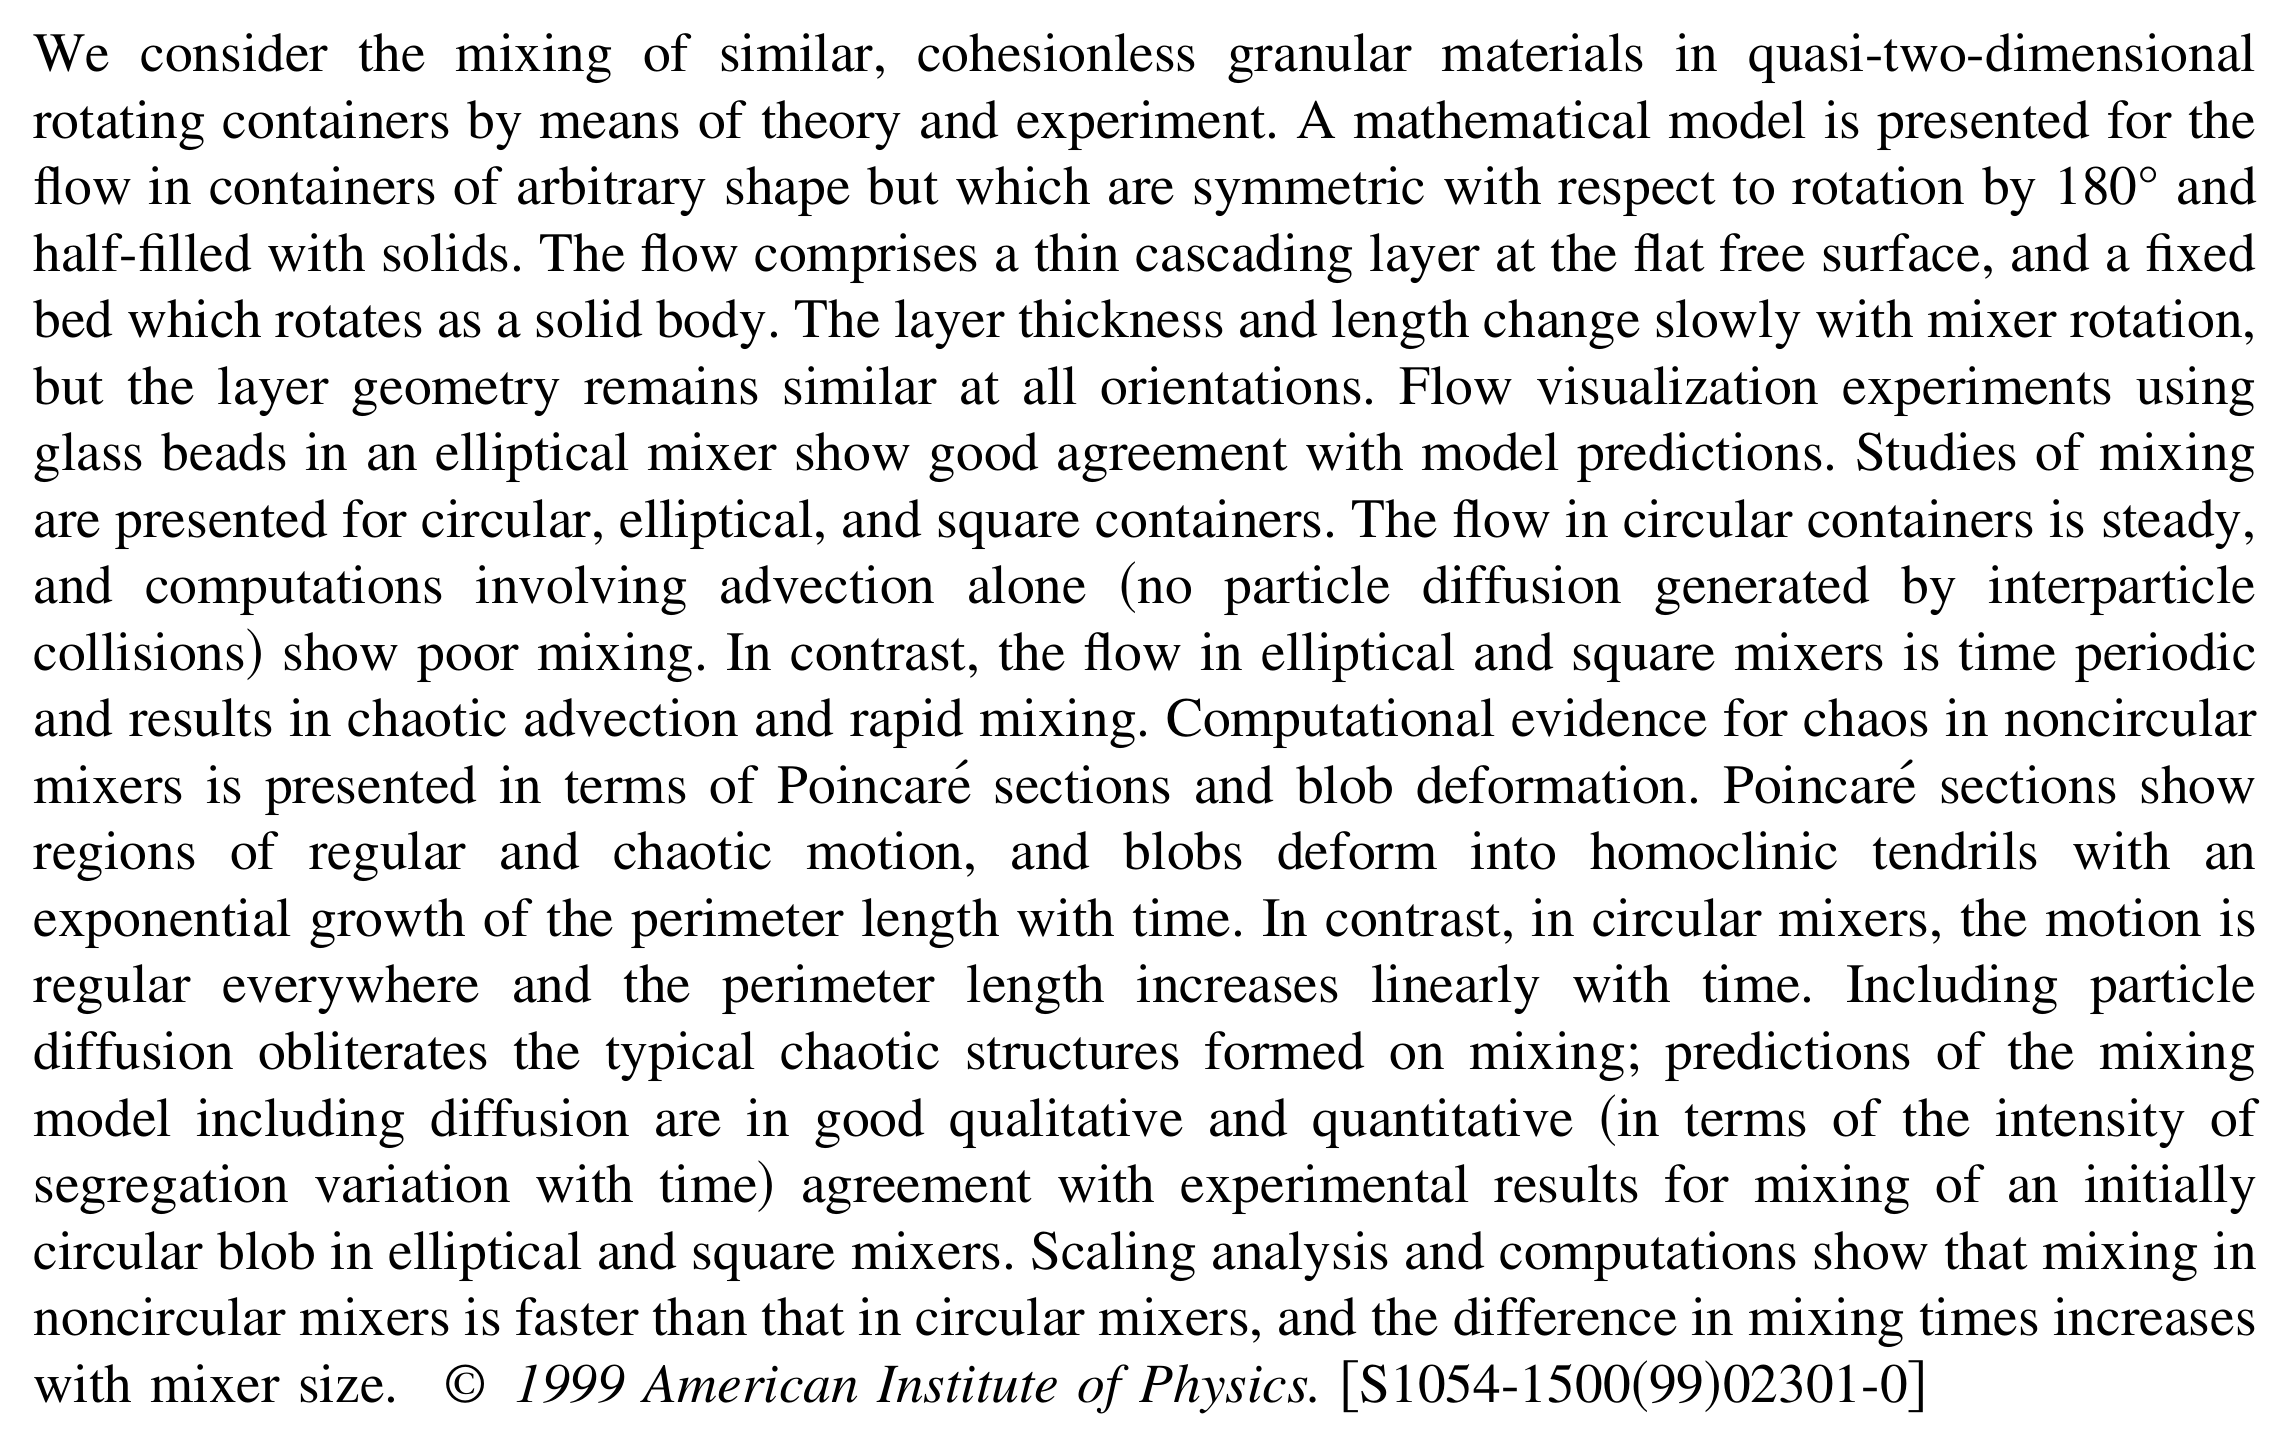 We consider the mixing of similar, cohesionless granular materials in quasi-two-dimensional
rotating containers by means of theory and experiment. A mathematical model is presented for the
flow in containers of arbitrary shape but which are symmetric with respect to rotation by 180° and
half-filled with solids. The flow comprises a thin cascading layer at the flat free surface, and a fixed
bed which rotates as a solid body. The layer thickness and length change slowly with mixer rotation,
but the layer geometry remains similar at all orientations. Flow visualization experiments using
glass beads in an elliptical mixer show good agreement with model predictions. Studies of mixing
are presented for circular, elliptical, and square containers. The flow in circular containers is steady,
and computations involving advection alone (no particle diffusion generated by interparticle
collisions) show poor mixing. In contrast, the flow in elliptical and square mixers is time periodic
and results in chaotic advection and rapid mixing. Computational evidence for chaos in noncircular
mixers is presented in terms of Poincaré sections and blob deformation. Poincaré sections show
regions of regular and chaotic motion, and blobs deform into homoclinic tendrils with an
exponential growth of the perimeter length with time. In contrast, in circular mixers, the motion is
regular everywhere and the perimeter length increases linearly with time. Including particle
diffusion obliterates the typical chaotic structures formed on mixing; predictions of the mixing
model including diffusion are in good qualitative and quantitative (in terms of the intensity of
segregation variation with time) agreement with experimental results for mixing of an initially
circular blob in elliptical and square mixers. Scaling analysis and computations show that mixing in
noncircular mixers is faster than that in circular mixers, and the difference in mixing times increases
with mixer size. © 1999 American Institute of Physics. [S1054-1500(99)02301-0]